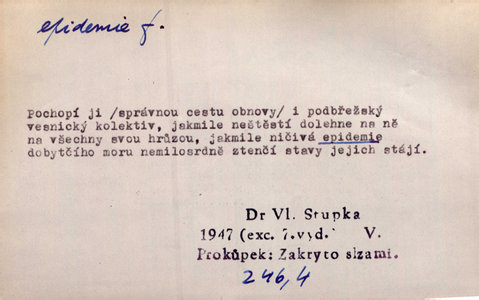 epidemie f.
Pochopí ji /správnou cestu obnovy/ i podbřežský
vesnický kolektiv, jakmile neštěstí dolehne na ně
na všechny svou hrůzou, jakmile ničivá epidemie
dobytčího moru nemilosrdně ztenčí stavy jejich stájí.
Dr Vl. Stupka
1947 (exc. 7.vyd. V.
Prokůpek: Zakryto slzami.
246,4